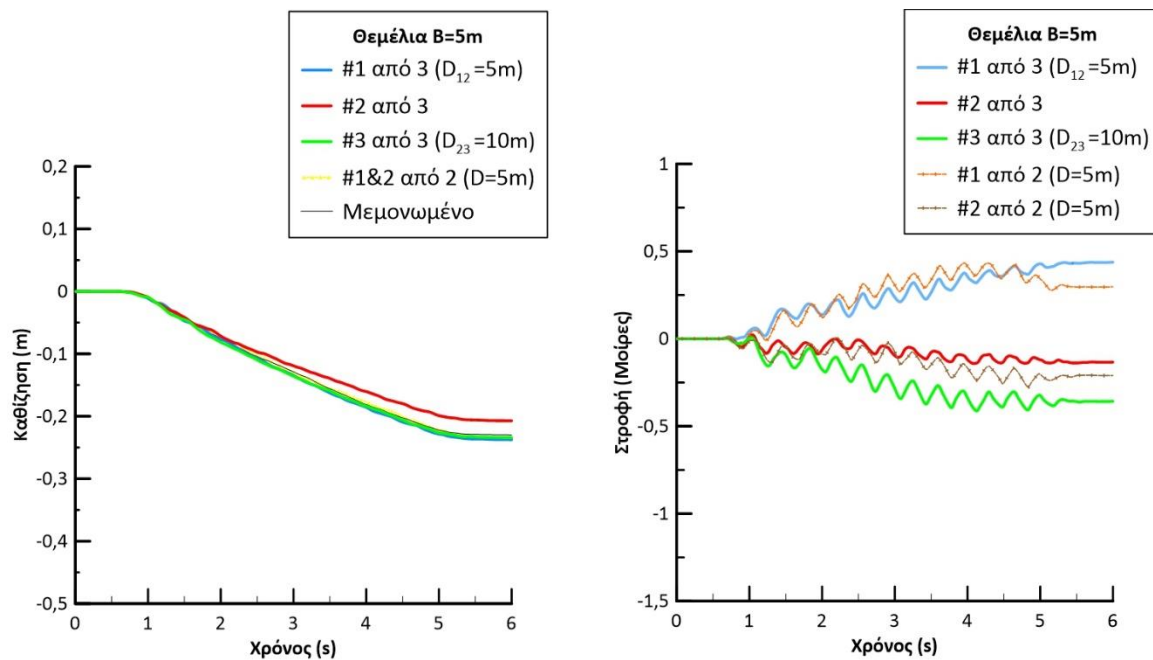 Θεμέλια B=5m
#1 από 3 (D12=5m)
#2 από 3
#3 από 3 (D23=10m)
#1&2 από 2 (D=5m)
Μεμονωμένο
0,2
0,1
0
-0,1
-0,2
-0,3
-0,4
-0,5
Καθίζηση (m)
0 1 2 3 4 5 6
Χρόνος (s)
Θεμέλια B=5m
#1 από 3 (D12=5m)
#2 από 3
#3 από 3 (D23=10m)
#1 από 2 (D=5m)
#2 από 2 (D=5m)
1
0,5
0
-0,5
-1
-1,5
Στροφή (Μοίρες)
0 1 2 3 4 5 6
Χρόνος (s)